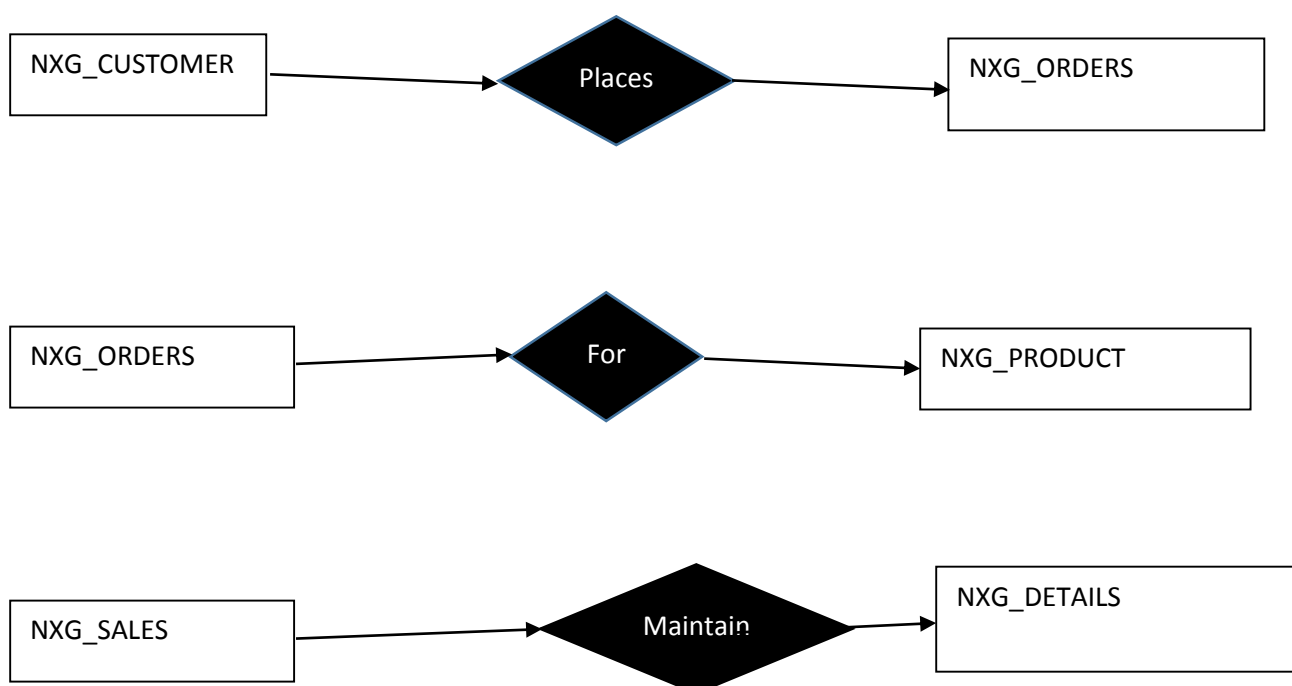 NXG_CUSTOMER
Places
NXG_ORDERS
NXG_ORDERS
For
NXG_PRODUCT
NXG_SALES
Maintain
NXG_DETAILS